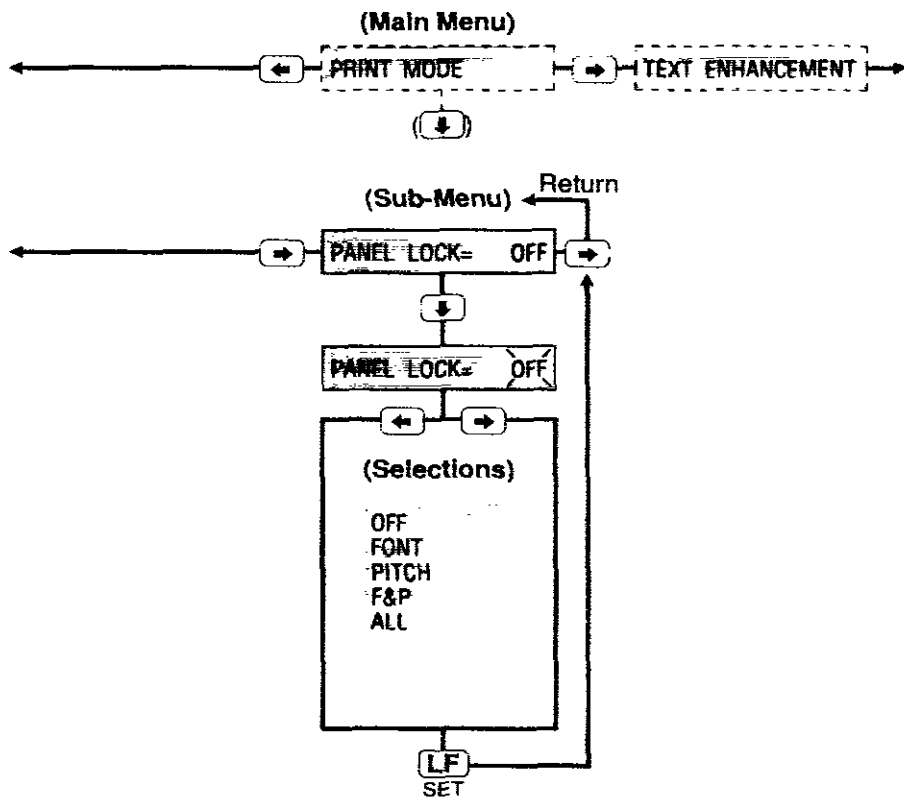 (Main Menu)
PRINT MODE
TEXT ENHANCEMENT
(Sub-Menu)
Return
PANEL LOCK= OFF
PANEL LOCK= OFF
(Selections)
OFF
FONT
PITCH
F&P
ALL
LF
SET